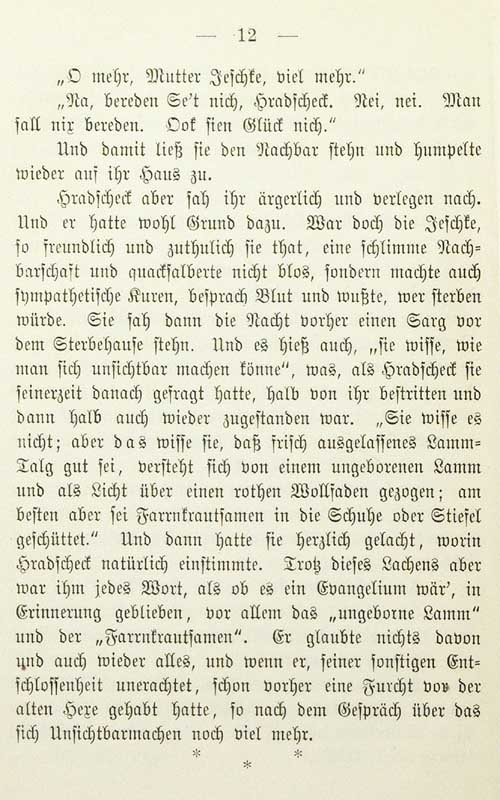 — 12 —
„O mehr, Mutter Jeschke, viel mehr.“
„Na, bereden Se't nich, Hradscheck. Nei, nei. Man
sall nix bereden. Ook sien Glück nich.“
Und damit ließ sie den Nachbar stehn und humpelte
wieder auf ihr Haus zu.
Hradscheck aber sah ihr ärgerlich und verlegen nach.
Und er hatte wohl Grund dazu. War doch die Jeschke,
so freundlich und zuthulich sie that, eine schlimme Nach-
barschaft und quacksalberte nicht blos, sondern machte auch
sympathetische Kuren, besprach Blut und wußte, wer sterben
würde. Sie sah dann die Nacht vorher einen Sarg vor
dem Sterbehause stehn. Und es hieß auch, „sie wisse, wie
man sich unsichtbar machen könne“, was, als Hradscheck sie
seinerzeit danach gefragt hatte, halb von ihr bestritten und
dann halb auch wieder zugestanden war. „Sie wisse es
nicht; aber das wisse sie, daß frisch ausgelassenes Lamm-
Talg gut sei, versteht sich von einem ungeborenen Lamm
und als Licht über einen rothen Wollfaden gezogen; am
besten aber sei Farrnkrautsamen in die Schuhe oder Stiefel
geschüttet.“ Und dann hatte sie herzlich gelacht, worin
Hradscheck natürlich einstimmte. Trotz dieses Lachens aber
war ihm jedes Wort, als ob es ein Evangelium wär', in
Erinnerung geblieben, vor allem das „ungeborne Lamm“
und der „Farrnkrautsamen“. Er glaubte nichts davon
und auch wieder alles, und wenn er, seiner sonstigen Ent-
schlossenheit unerachtet, schon vorher eine Furcht vor der
alten Hexe gehabt hatte, so nach dem Gespräch über das
sich Unsichtbarmachen noch viel mehr.
* * *